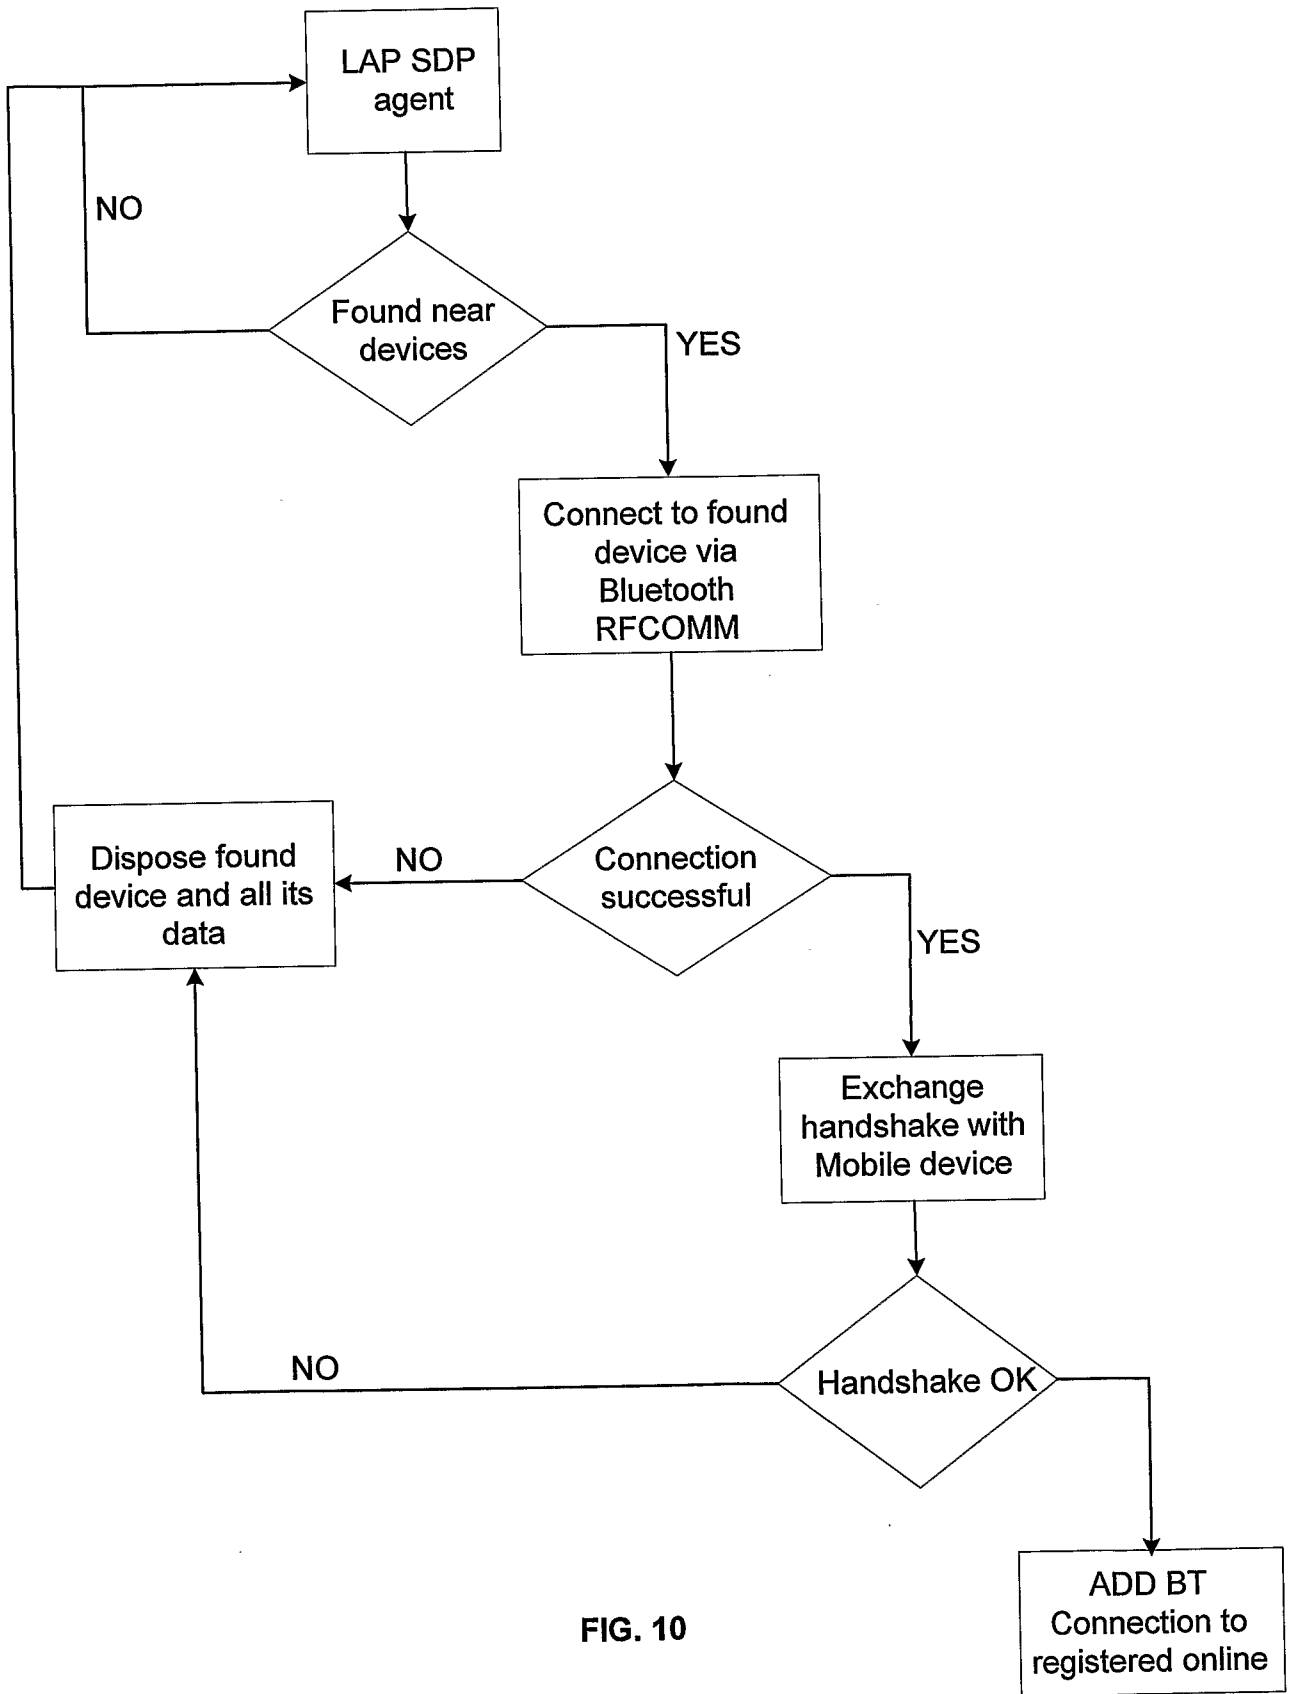 LAP SDP
agent
NO
Found near
devices
YES
Connect to found
device via
Bluetooth
RFCOMM
Dispose found
device and all its
data
NO
Connection
successful
YES
Exchange
handshake with
Mobile device
NO
Handshake OK
ADD BT
Connection to
registered online
FIG. 10